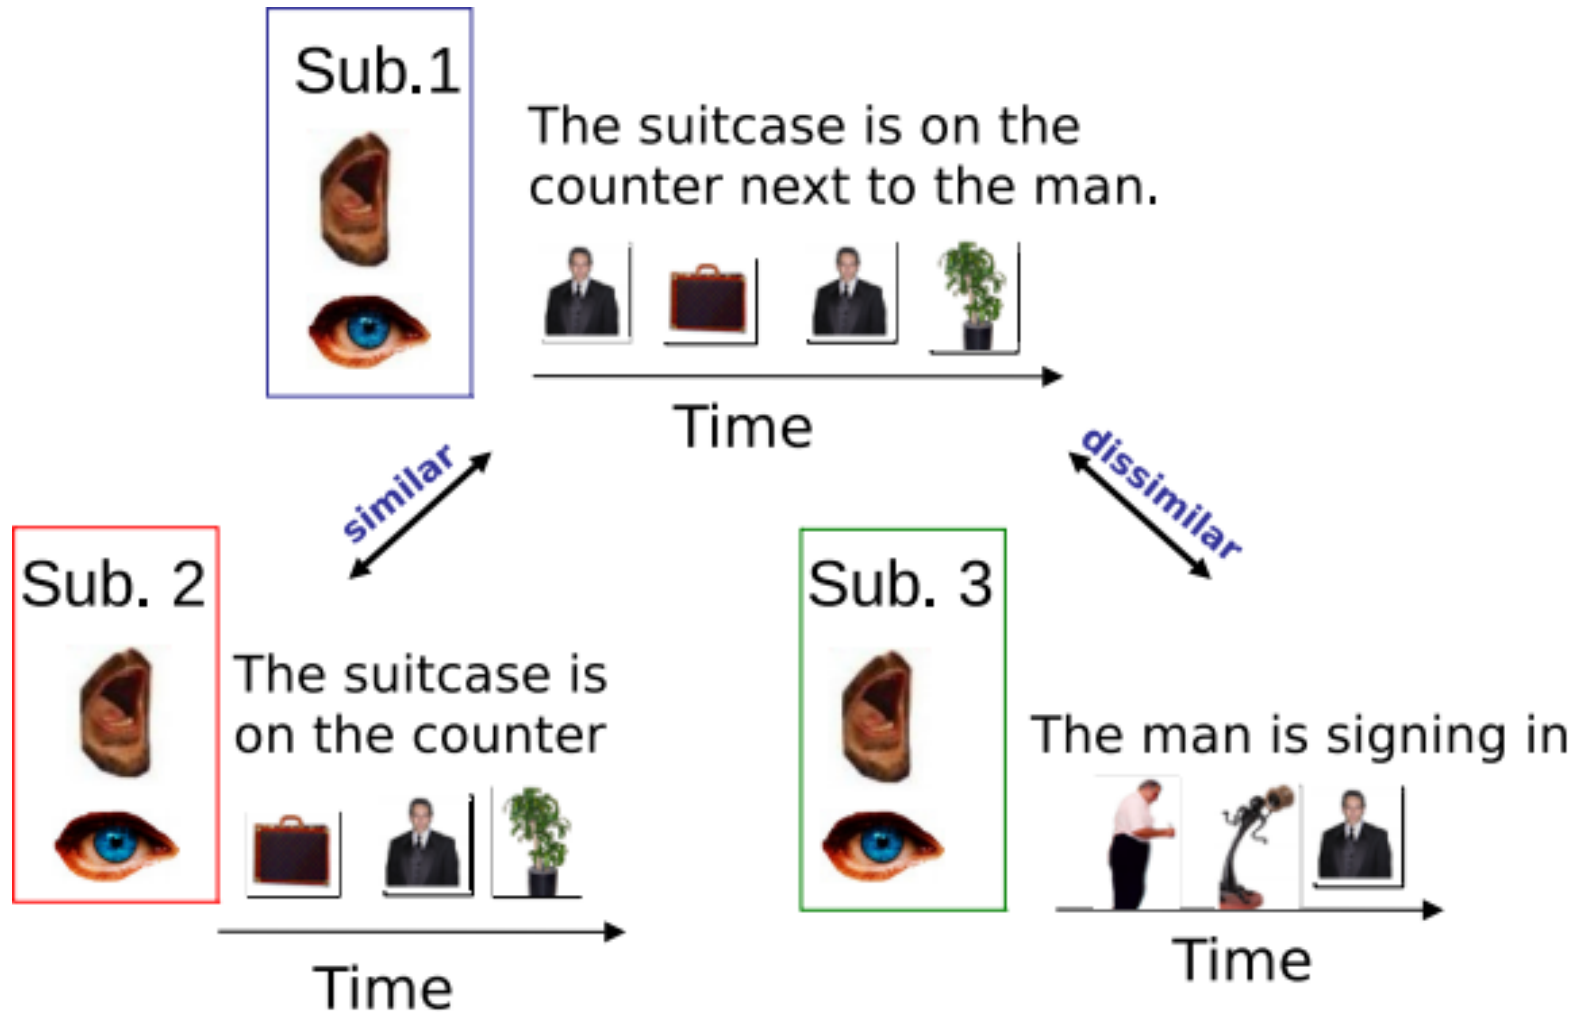 Sub.1
The suitcase is on the
counter next to the man.
Time
similar
dissimilar
Sub. 2
The suitcase is
on the counter
Time
Sub. 3
The man is signing in
Time